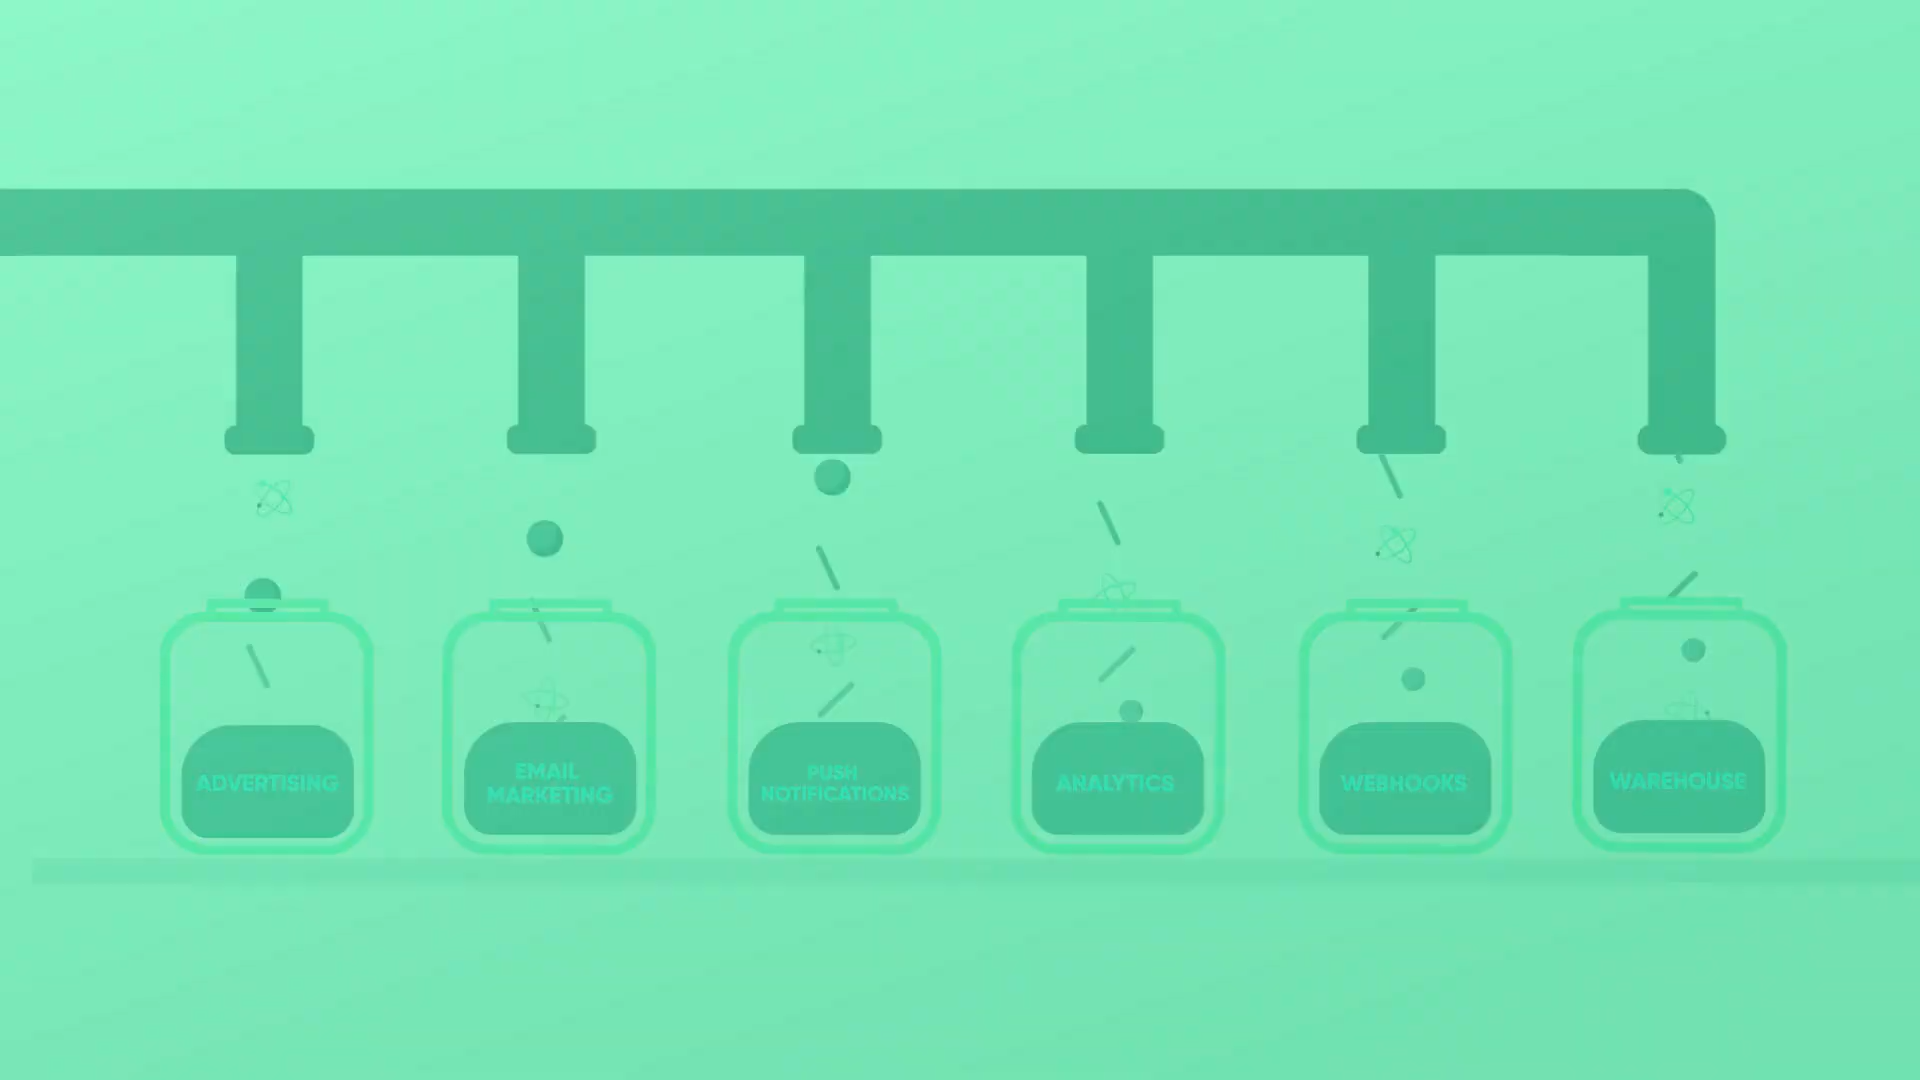 ADVERTISING
EMAIL
MARKETING
PUSH
NOTIFICATIONS
ANALYTICS
WEBHOOKS
WAREHOUSE